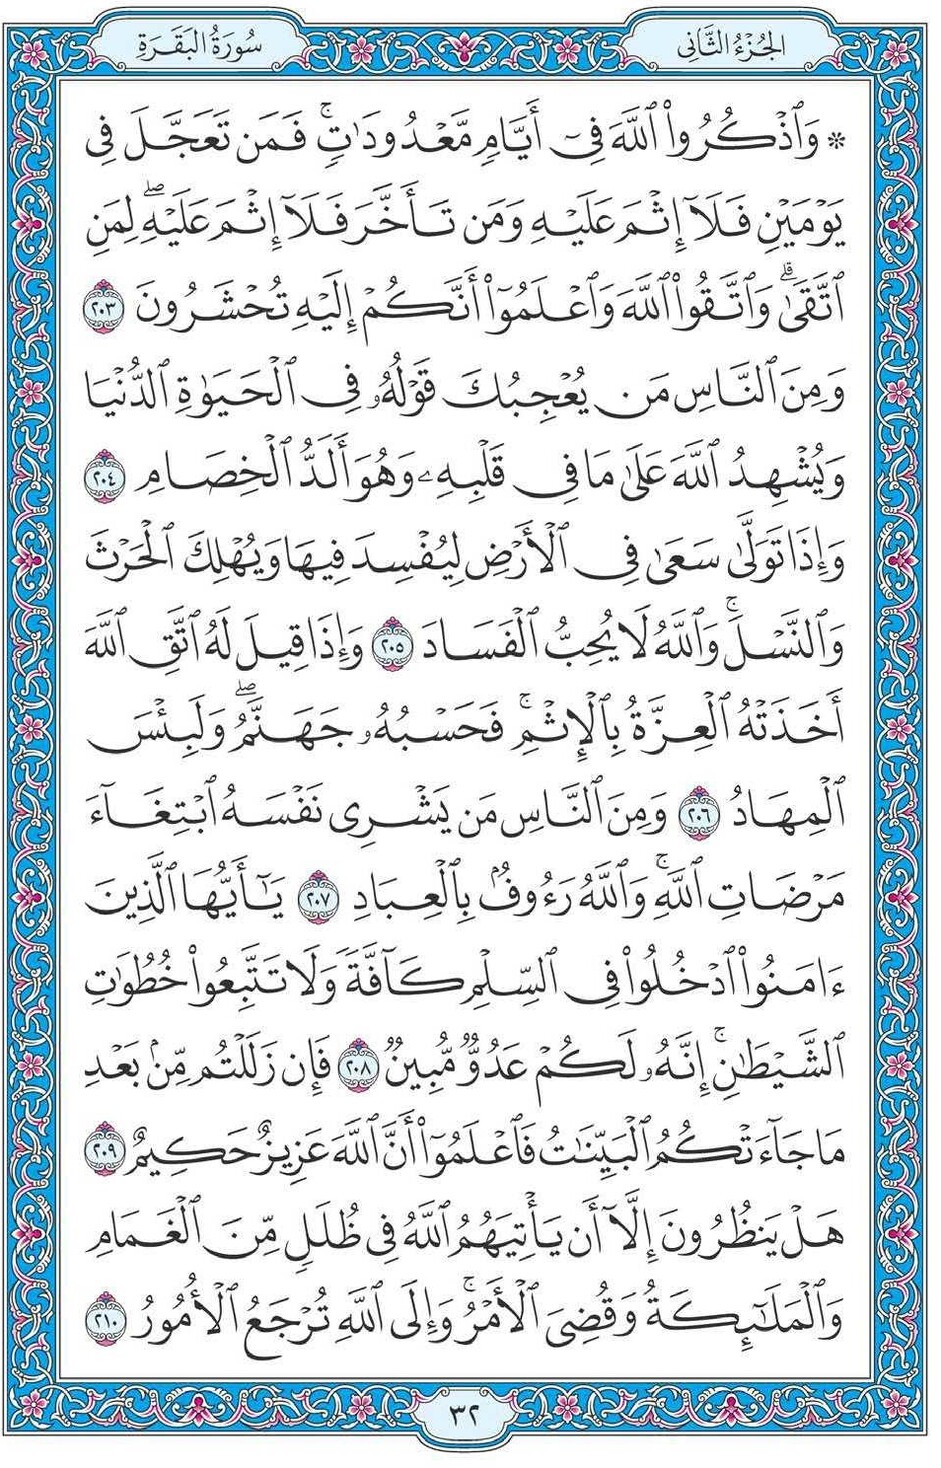 الجُزْءُ الثَّانِي
سُورَةُ البَقَرَةِ
* وَٱذْكُرُوا۟ ٱللَّهَ فِىٓ أَيَّامٍ مَّعْدُودَٰتٍ ۚ فَمَن تَعَجَّلَ فِى
يَوْمَيْنِ فَلَآ إِثْمَ عَلَيْهِ وَمَن تَأَخَّرَ فَلَآ إِثْمَ عَلَيْهِ ۖ لِمَنِ
ٱتَّقَىٰ ۗ وَٱتَّقُوا۟ ٱللَّهَ وَٱعْلَمُوٓا۟ أَنَّكُمْ إِلَيْهِ تُحْشَرُونَ ٢٠٣
وَمِنَ ٱلنَّاسِ مَن يُعْجِبُكَ قَوْلُهُۥ فِى ٱلْحَيَوٰةِ ٱلدُّنْيَا
وَيُشْهِدُ ٱللَّهَ عَلَىٰ مَا فِى قَلْبِهِۦ وَهُوَ أَلَدُّ ٱلْخِصَامِ ٢٠٤
وَإِذَا تَوَلَّىٰ سَعَىٰ فِى ٱلْأَرْضِ لِيُفْسِدَ فِيهَا وَيُهْلِكَ ٱلْحَرْثَ
وَٱلنَّسْلَ ۗ وَٱللَّهُ لَا يُحِبُّ ٱلْفَسَادَ ٢٠٥ وَإِذَا قِيلَ لَهُ ٱتَّقِ ٱللَّهَ
أَخَذَتْهُ ٱلْعِزَّةُ بِٱلْإِثْمِ ۚ فَحَسْبُهُۥ جَهَنَّمُ ۖ وَلَبِئْسَ
ٱلْمِهَادُ ٢٠٦ وَمِنَ ٱلنَّاسِ مَن يَشْرِى نَفْسَهُ ٱبْتِغَآءَ
مَرْضَاتِ ٱللَّهِ ۚ وَٱللَّهُ رَءُوفٌۢ بِٱلْعِبَادِ ٢٠٧ يَٰٓأَيُّهَا ٱلَّذِينَ
ءَامَنُوا۟ ٱدْخُلُوا۟ فِى ٱلسِّلْمِ كَآفَّةً وَلَا تَتَّبِعُوا۟ خُطُوَٰتِ
ٱلشَّيْطَٰنِ ۚ إِنَّهُۥ لَكُمْ عَدُوٌّ مُّبِينٌ ٢٠٨ فَإِن زَلَلْتُم مِّنۢ بَعْدِ
مَا جَآءَتْكُمُ ٱلْبَيِّنَٰتُ فَٱعْلَمُوٓا۟ أَنَّ ٱللَّهَ عَزِيزٌ حَكِيمٌ ٢٠٩
هَلْ يَنظُرُونَ إِلَّآ أَن يَأْتِيَهُمُ ٱللَّهُ فِى ظُلَلٍ مِّنَ ٱلْغَمَامِ
وَٱلْمَلَٰٓئِكَةُ وَقُضِىَ ٱلْأَمْرُ ۚ وَإِلَى ٱللَّهِ تُرْجَعُ ٱلْأُمُورُ ٢١٠
٣٢